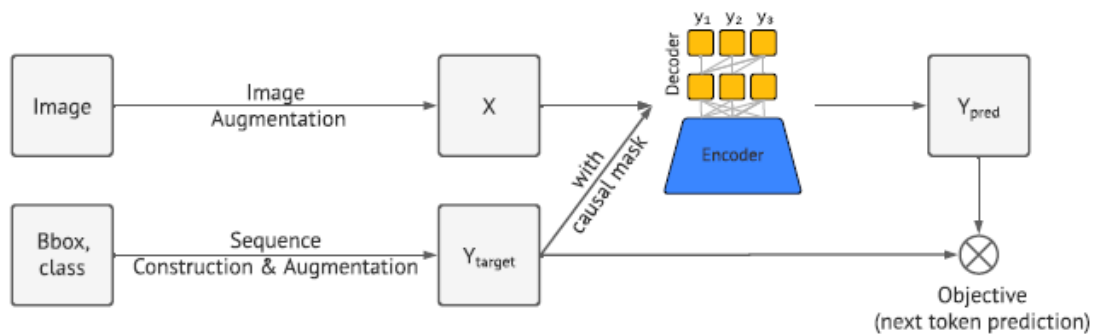 y₁ y₂ y₃
Decoder
Image
Image
Augmentation
X
Y_pred
Encoder
with
causal mask
Bbox,
class
Sequence
Construction & Augmentation
Y_target
Objective
(next token prediction)